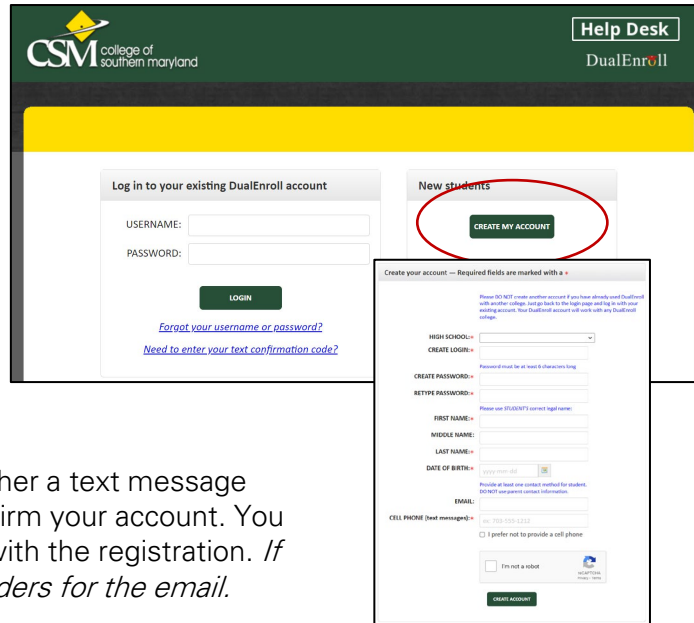 CSM college of
southern maryland
Help Desk
DualEnroll
Log in to your existing DualEnroll account
USERNAME:
PASSWORD:
LOGIN
Forgot your username or password?
Need to enter your text confirmation code?
New students
CREATE MY ACCOUNT
Create your account — Required fields are marked with a *
Please DO NOT create another account if you have already used DualEnroll
with another college. Just go back to the login page and log in with your
existing account. Your DualEnroll account will work with any DualEnroll
college.
HIGH SCHOOL:*
CREATE LOGIN:*
Password must be at least 6 characters long
CREATE PASSWORD:*
RETYPE PASSWORD:*
Please use STUDENT'S correct legal name:
FIRST NAME:*
MIDDLE NAME:
LAST NAME:*
DATE OF BIRTH:* yyyy-mm-dd
Provide at least one contact method for student.
DO NOT use parent contact information.
EMAIL:
CELL PHONE (text messages):* ex: 703-555-1212
I prefer not to provide a cell phone
I'm not a robot
reCAPTCHA
Privacy - Terms
CREATE ACCOUNT
her a text message
firm your account. You
with the registration. If
ders for the email.